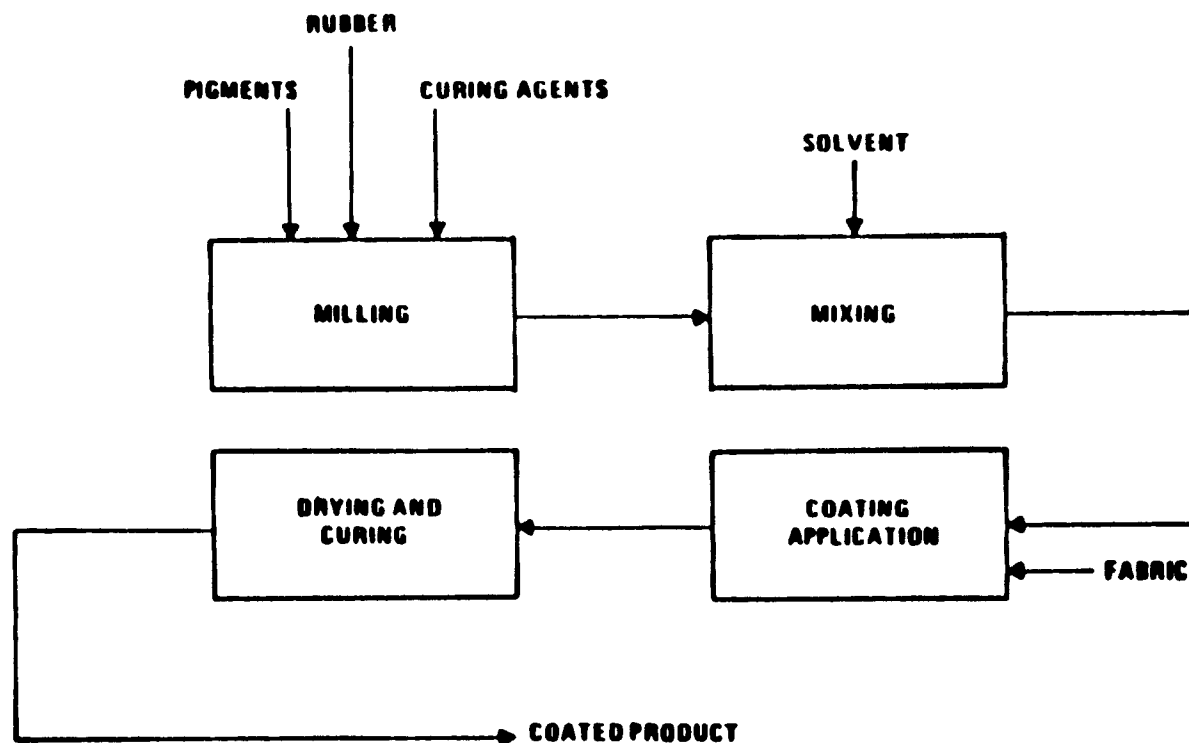 RUBBER
PIGMENTS
CURING AGENTS
SOLVENT
MILLING
MIXING
DRYING AND
CURING
COATING
APPLICATION
FABRIC
COATED PRODUCT